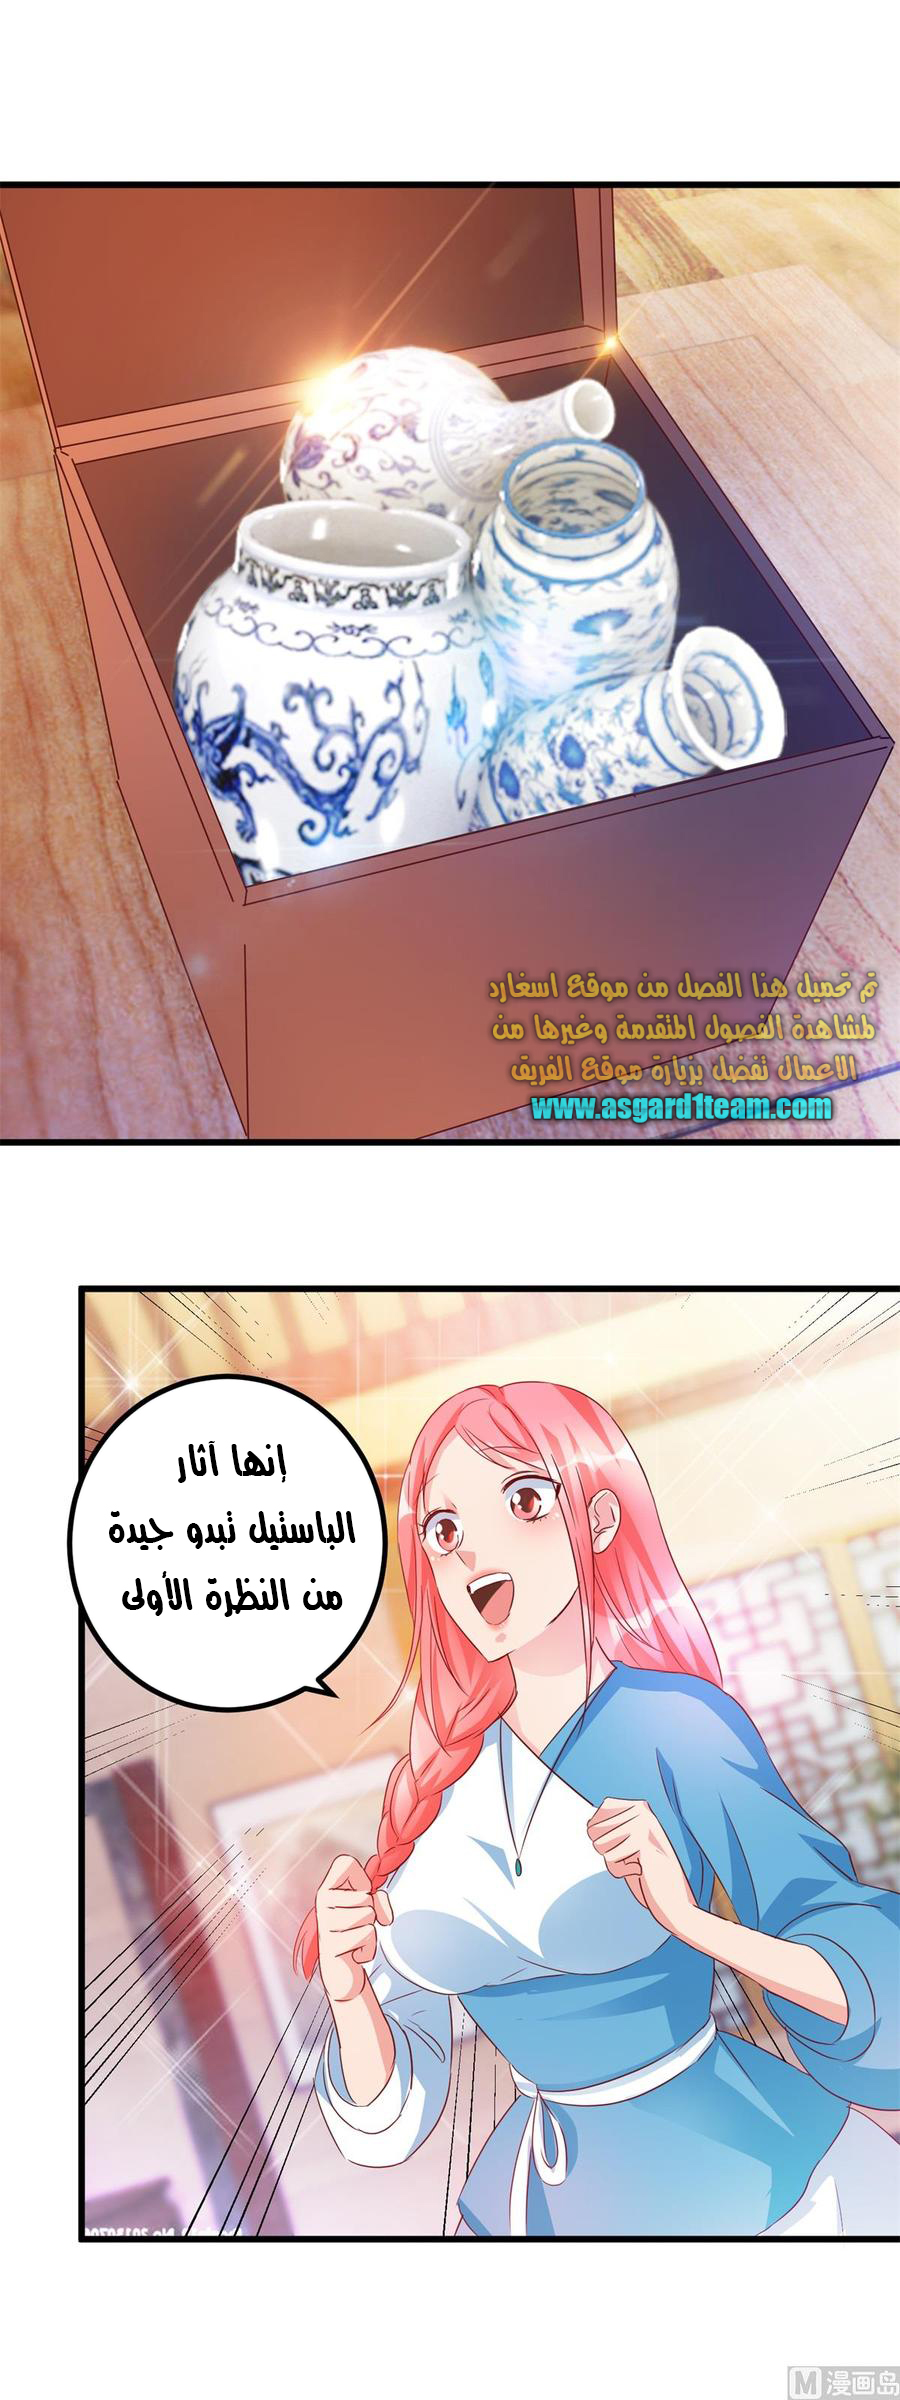 تم تحميل هذا الفصل من موقع اسغارد
لمشاهدة الفصول المتقدمة وغيرها من
الاعمال تفضل بزيارة موقع الفريق
www.asgard1team.com
إنها آثار
الباستيل تبدو جيدة
من النظرة الأولى
M 漫画岛